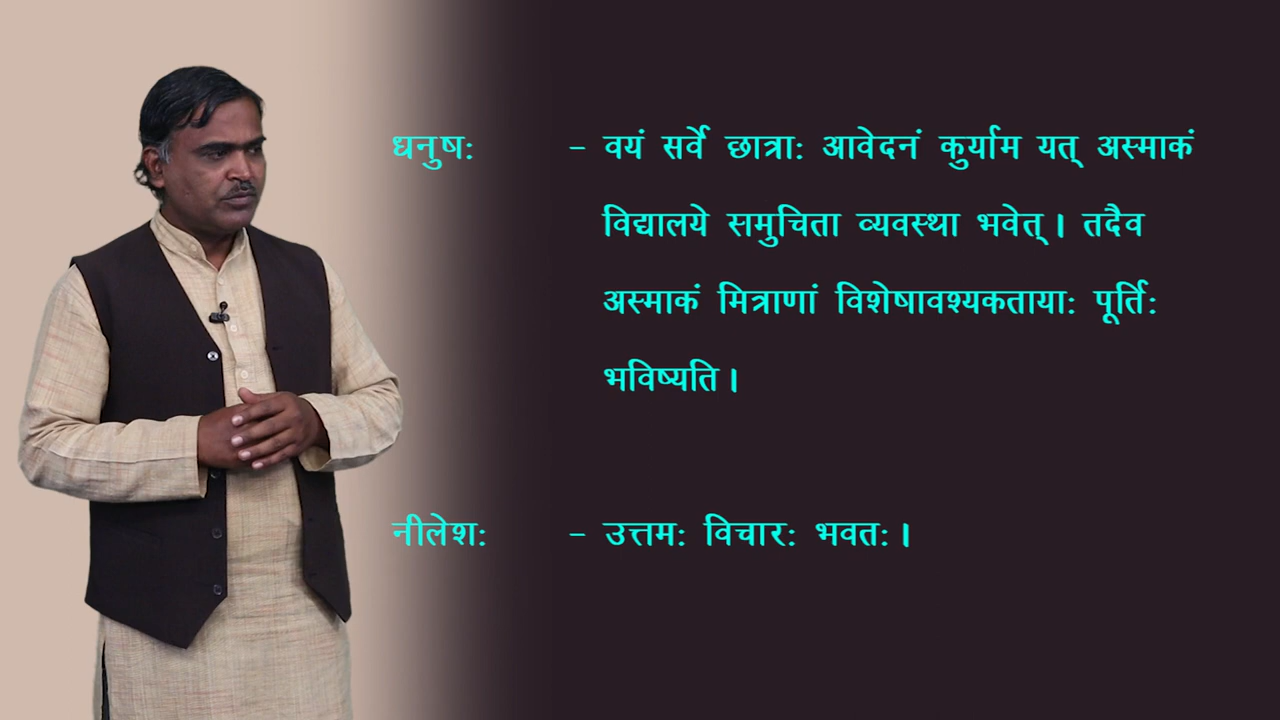 धनुषः - वयं सर्वे छात्राः आवेदनं कुर्याम यत् अस्माकं
विद्यालये समुचिता व्यवस्था भवेत्। तदैव
अस्माकं मित्राणां विशेषावश्यकतायाः पूर्तिः
भविष्यति।
नीलेशः - उत्तमः विचारः भवतः।